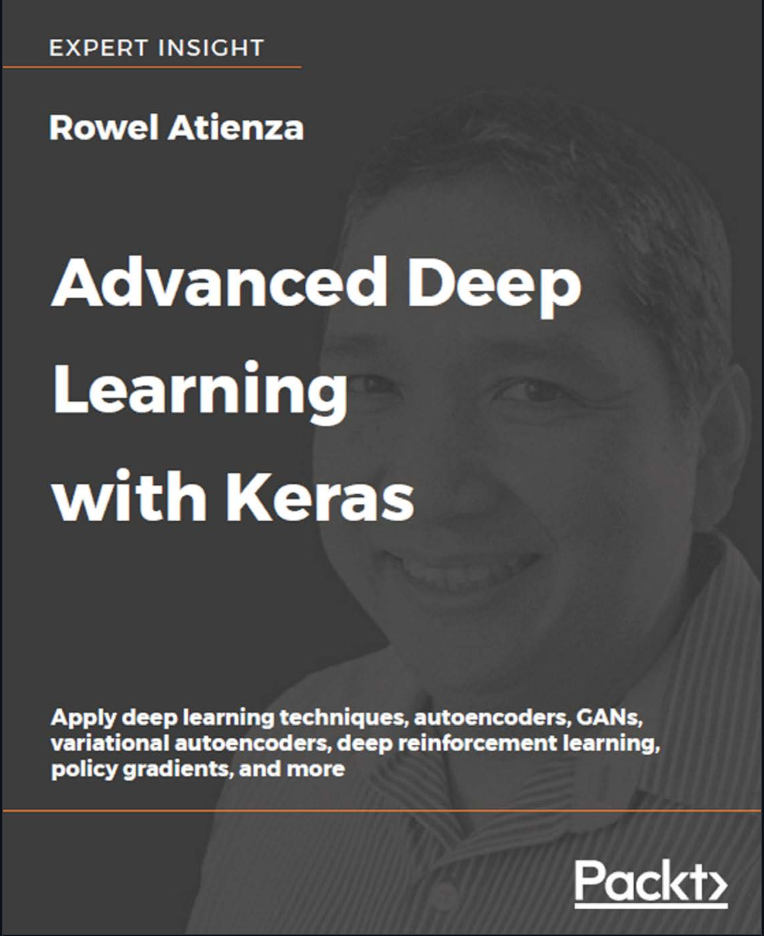 EXPERT INSIGHT
Rowel Atienza
Advanced Deep
Learning
with Keras
Apply deep learning techniques, autoencoders, GANs,
variational autoencoders, deep reinforcement learning,
policy gradients, and more
Packt>